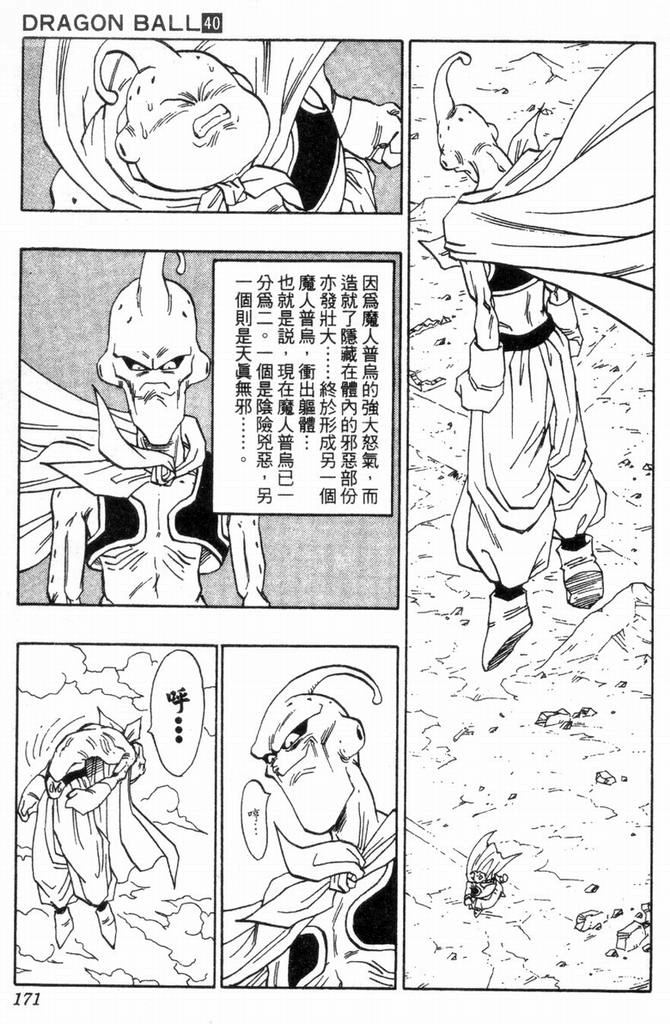 DRAGON BALL 40
因為魔人普烏的強大怒氣，而
造就了隱藏在體內的邪惡部份
亦發壯大……終於形成另一個
魔人普烏，衝出軀體…
也就是說，現在魔人普烏已一
分為二。一個是陰險兇惡，另
一個則是天真無邪……。
呼…
呼…
171